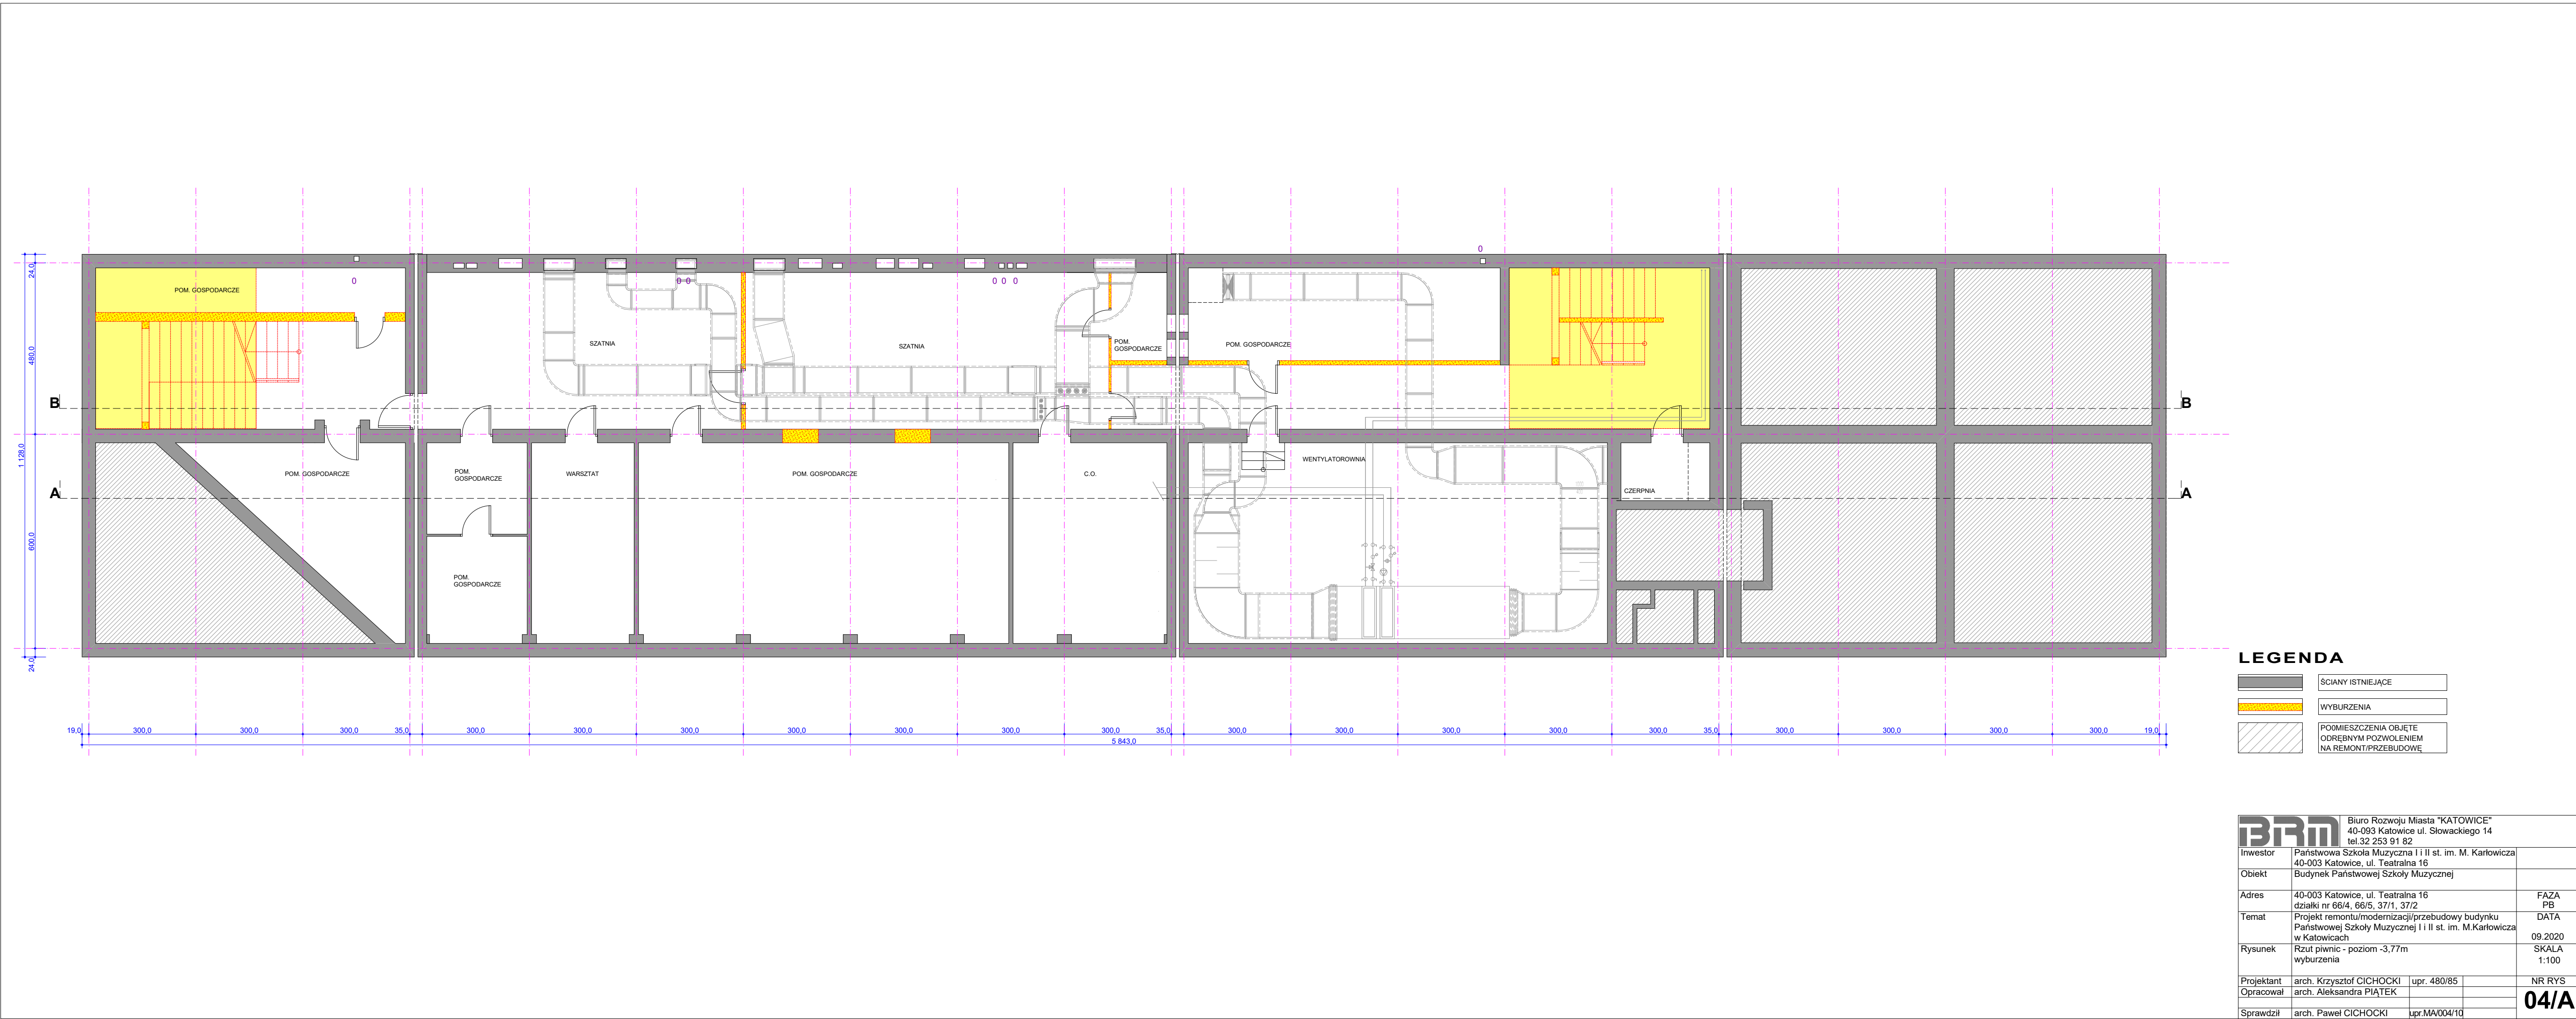 0
24,0
POM. GOSPODARCZE
0
0 0
0 0 0
480,0
SZATNIA
SZATNIA
POM.
GOSPODARCZE
POM. GOSPODARCZE
B
B
1 128,0
POM. GOSPODARCZE
POM.
GOSPODARCZE
WARSZTAT
POM. GOSPODARCZE
C.O.
WENTYLATOROWNIA
CZERPNIA
A
A
600,0
POM.
GOSPODARCZE
24,0
19,0 300,0 300,0 300,0 35,0 300,0 300,0 300,0 300,0 300,0 300,0 300,0 35,0 300,0 300,0 300,0 300,0 300,0 35,0 300,0 300,0 300,0 300,0 19,0
5 843,0
LEGENDA
ŚCIANY ISTNIEJĄCE
WYBURZENIA
PO0MIESZCZENIA OBJĘTE
ODRĘBNYM POZWOLENIEM
NA REMONT/PRZEBUDOWĘ
BRM
Biuro Rozwoju Miasta "KATOWICE"
40-093 Katowice ul. Słowackiego 14
tel.32 253 91 82
Inwestor Państwowa Szkoła Muzyczna I i II st. im. M. Karłowicza
40-003 Katowice, ul. Teatralna 16
Obiekt Budynek Państwowej Szkoły Muzycznej
Adres 40-003 Katowice, ul. Teatralna 16 FAZA
działki nr 66/4, 66/5, 37/1, 37/2 PB
Temat Projekt remontu/modernizacji/przebudowy budynku DATA
Państwowej Szkoły Muzycznej I i II st. im. M.Karłowicza
w Katowicach 09.2020
Rysunek Rzut piwnic - poziom -3,77m SKALA
wyburzenia 1:100
Projektant arch. Krzysztof CICHOCKI upr. 480/85 NR RYS
Opracował arch. Aleksandra PIĄTEK
04/A
Sprawdził arch. Paweł CICHOCKI upr.MA/004/10